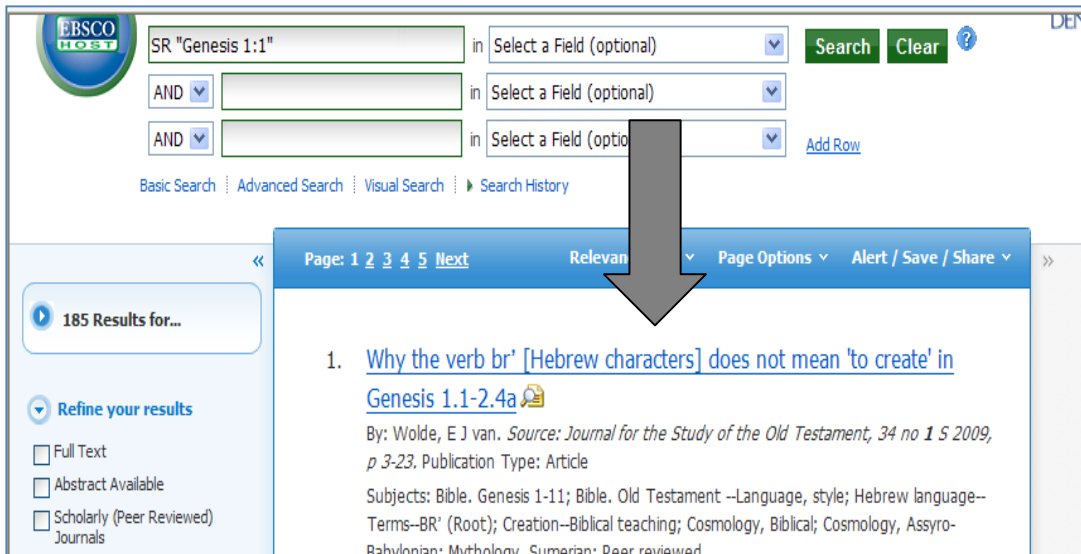 EBSCO
HOST
DEN
SR "Genesis 1:1" in Select a Field (optional) Search Clear ?
AND in Select a Field (optional)
AND in Select a Field (optio Add Row
Basic Search Advanced Search Visual Search Search History
« Page: 1 2 3 4 5 Next Relevan Page Options Alert / Save / Share »
185 Results for...
Refine your results
Full Text
Abstract Available
Scholarly (Peer Reviewed)
Journals
1. Why the verb br’ [Hebrew characters] does not mean 'to create' in
Genesis 1.1-2.4a
By: Wolde, E J van. Source: Journal for the Study of the Old Testament, 34 no 1 S 2009,
p 3-23. Publication Type: Article
Subjects: Bible. Genesis 1-11; Bible. Old Testament --Language, style; Hebrew language--
Terms--BR' (Root); Creation--Biblical teaching; Cosmology, Biblical; Cosmology, Assyro-
Babylonian; Mythology, Sumerian; Peer reviewed